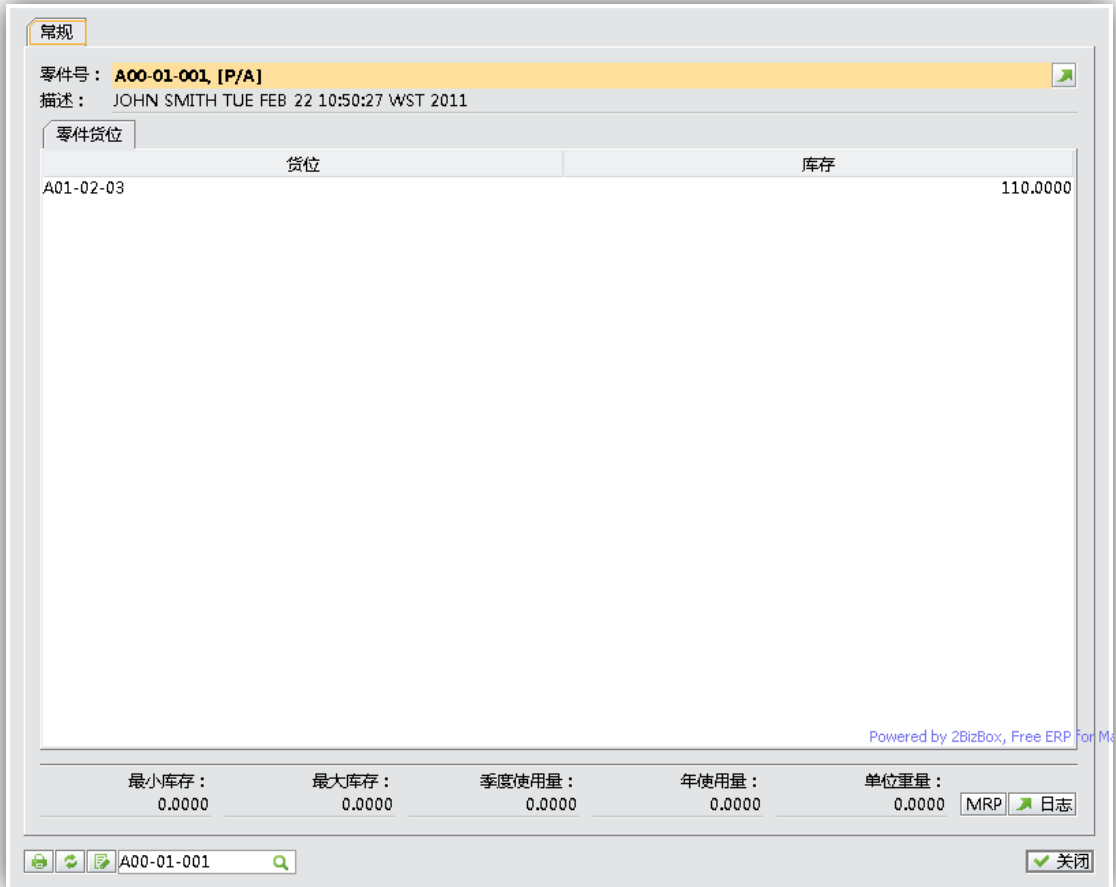 常规
零件号： A00-01-001, [P/A]
描述： JOHN SMITH TUE FEB 22 10:50:27 WST 2011
零件货位
货位 库存
A01-02-03 110.0000
Powered by 2BizBox, Free ERP for Ma
最小库存： 最大库存： 季度使用量： 年使用量： 单位重量：
0.0000 0.0000 0.0000 0.0000 0.0000 MRP 日志
A00-01-001 关闭